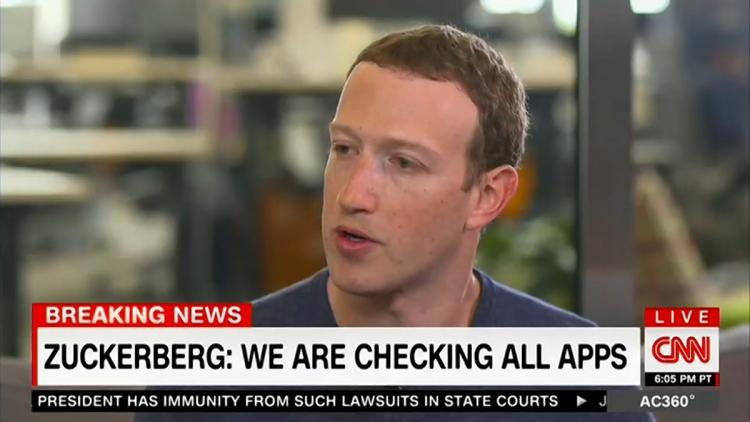 BREAKING NEWS
LIVE
ZUCKERBERG: WE ARE CHECKING ALL APPS
CNN
6:05 PM PT
PRESIDENT HAS IMMUNITY FROM SUCH LAWSUITS IN STATE COURTS ▶ J
AC360°